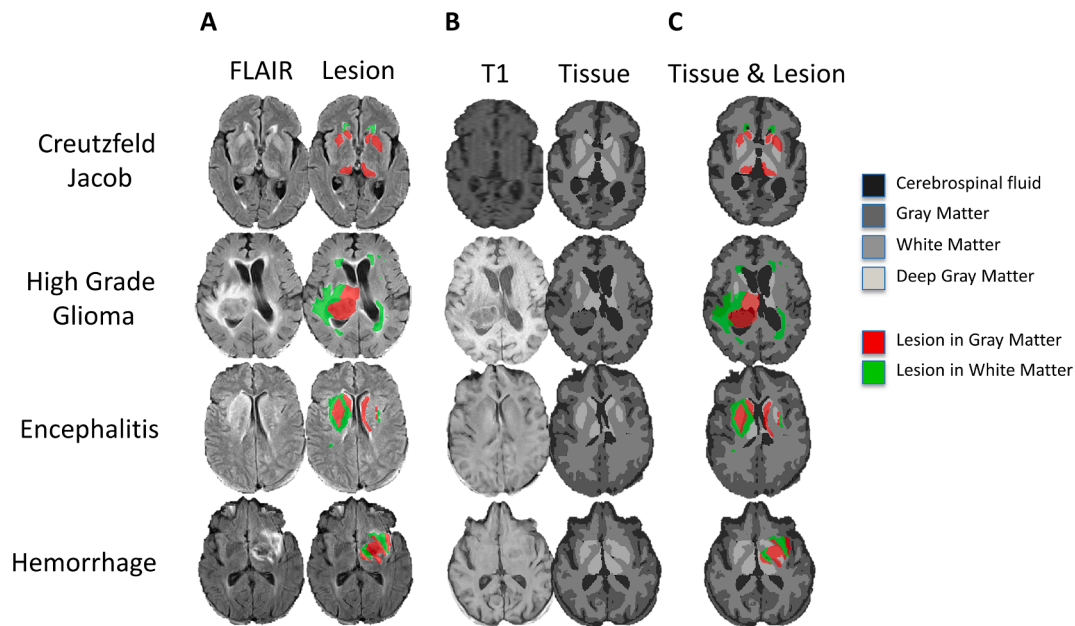 A
B
C
FLAIR
Lesion
T1
Tissue
Tissue & Lesion
Creutzfeld
Jacob
High Grade
Glioma
Encephalitis
Hemorrhage
Cerebrospinal fluid
Gray Matter
White Matter
Deep Gray Matter
Lesion in Gray Matter
Lesion in White Matter